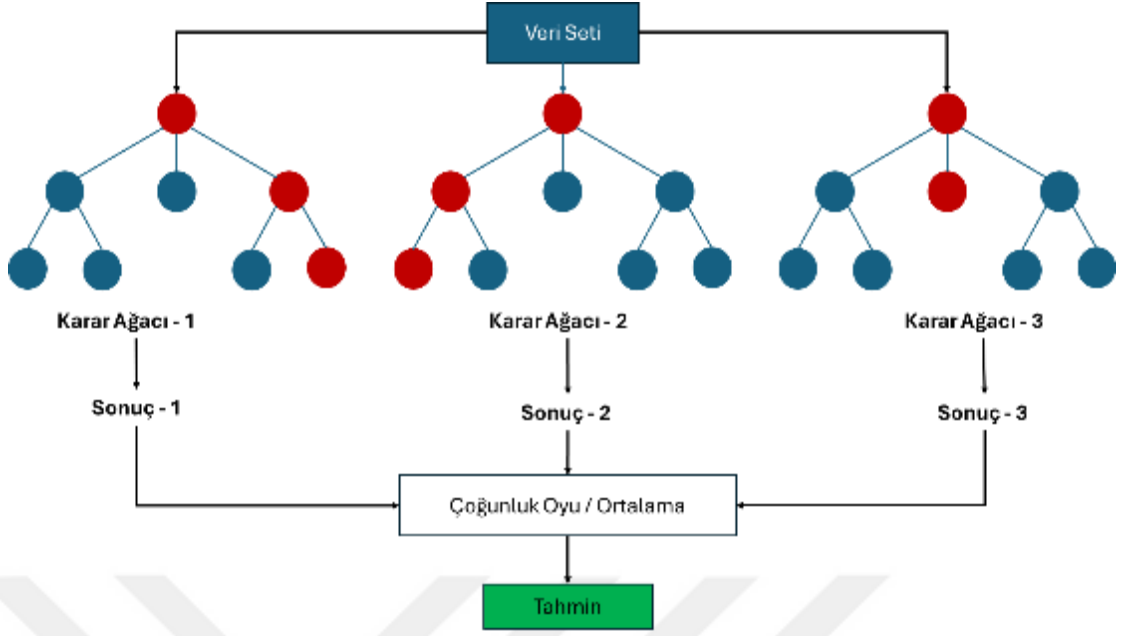 Veri Seti
Karar Ağacı - 1
Karar Ağacı - 2
Karar Ağacı - 3
Sonuç - 1
Sonuç - 2
Sonuç - 3
Çoğunluk Oyu / Ortalama
Tahmin